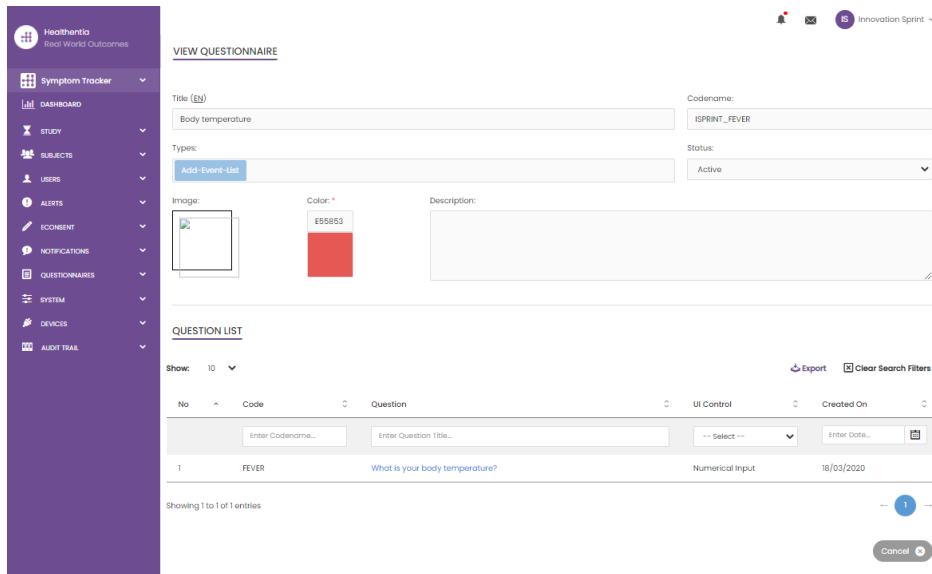 Healthentia
Real World Outcomes
IS Innovation Sprint
VIEW QUESTIONNAIRE
Symptom Tracker
DASHBOARD
STUDY
SUBJECTS
USERS
ALERTS
ECONSENT
NOTIFICATIONS
QUESTIONNAIRES
SYSTEM
DEVICES
AUDIT TRAIL
Title (EN)
Codename:
Body temperature
ISPRINT_FEVER
Types:
Status:
Add-Event-List
Active
Image:
Color: *
Description:
E55853
QUESTION LIST
Show: 10
Export
Clear Search Filters
No
Code
Question
UI Control
Created On
Enter Codename...
Enter Question Title...
-- Select --
Enter Date...
1
FEVER
What is your body temperature?
Numerical Input
18/03/2020
Showing 1 to 1 of 1 entries
1
Cancel